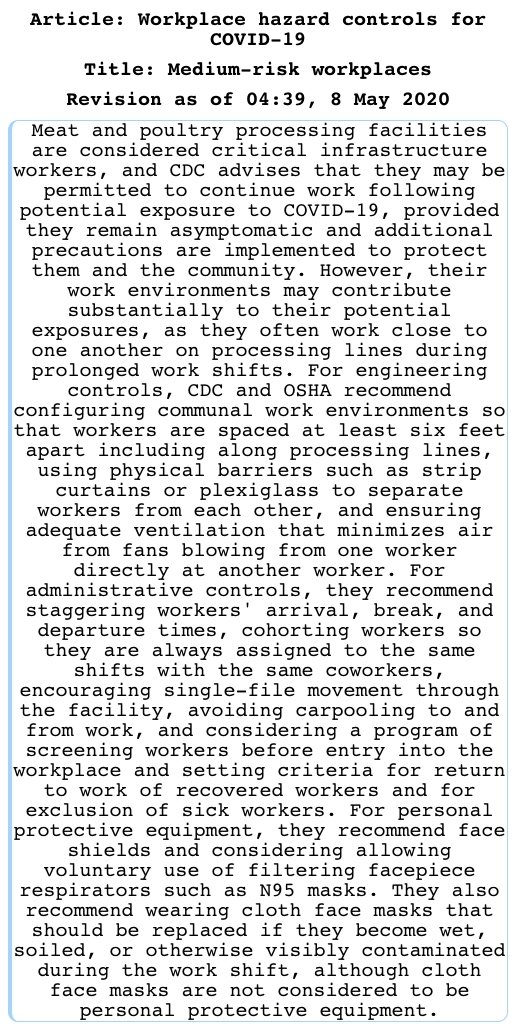 Article: Workplace hazard controls for
COVID-19
Title: Medium-risk workplaces
Revision as of 04:39, 8 May 2020
Meat and poultry processing facilities
are considered critical infrastructure
workers, and CDC advises that they may be
permitted to continue work following
potential exposure to COVID-19, provided
they remain asymptomatic and additional
precautions are implemented to protect
them and the community. However, their
work environments may contribute
substantially to their potential
exposures, as they often work close to
one another on processing lines during
prolonged work shifts. For engineering
controls, CDC and OSHA recommend
configuring communal work environments so
that workers are spaced at least six feet
apart including along processing lines,
using physical barriers such as strip
curtains or plexiglass to separate
workers from each other, and ensuring
adequate ventilation that minimizes air
from fans blowing from one worker
directly at another worker. For
administrative controls, they recommend
staggering workers' arrival, break, and
departure times, cohorting workers so
they are always assigned to the same
shifts with the same coworkers,
encouraging single-file movement through
the facility, avoiding carpooling to and
from work, and considering a program of
screening workers before entry into the
workplace and setting criteria for return
to work of recovered workers and for
exclusion of sick workers. For personal
protective equipment, they recommend face
shields and considering allowing
voluntary use of filtering facepiece
respirators such as N95 masks. They also
recommend wearing cloth face masks that
should be replaced if they become wet,
soiled, or otherwise visibly contaminated
during the work shift, although cloth
face masks are not considered to be
personal protective equipment.